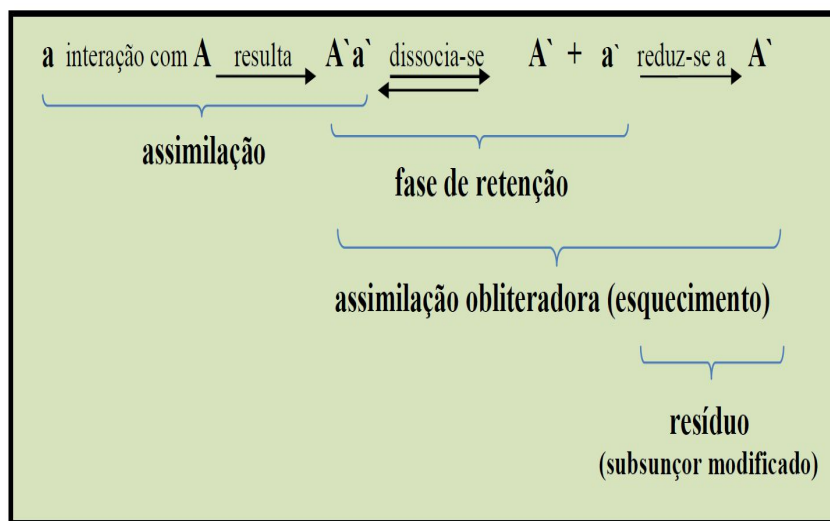 a interação com A resulta A`a` dissocia-se A` + a` reduz-se a A`
assimilação
fase de retenção
assimilação obliteradora (esquecimento)
resíduo
(subsunçor modificado)